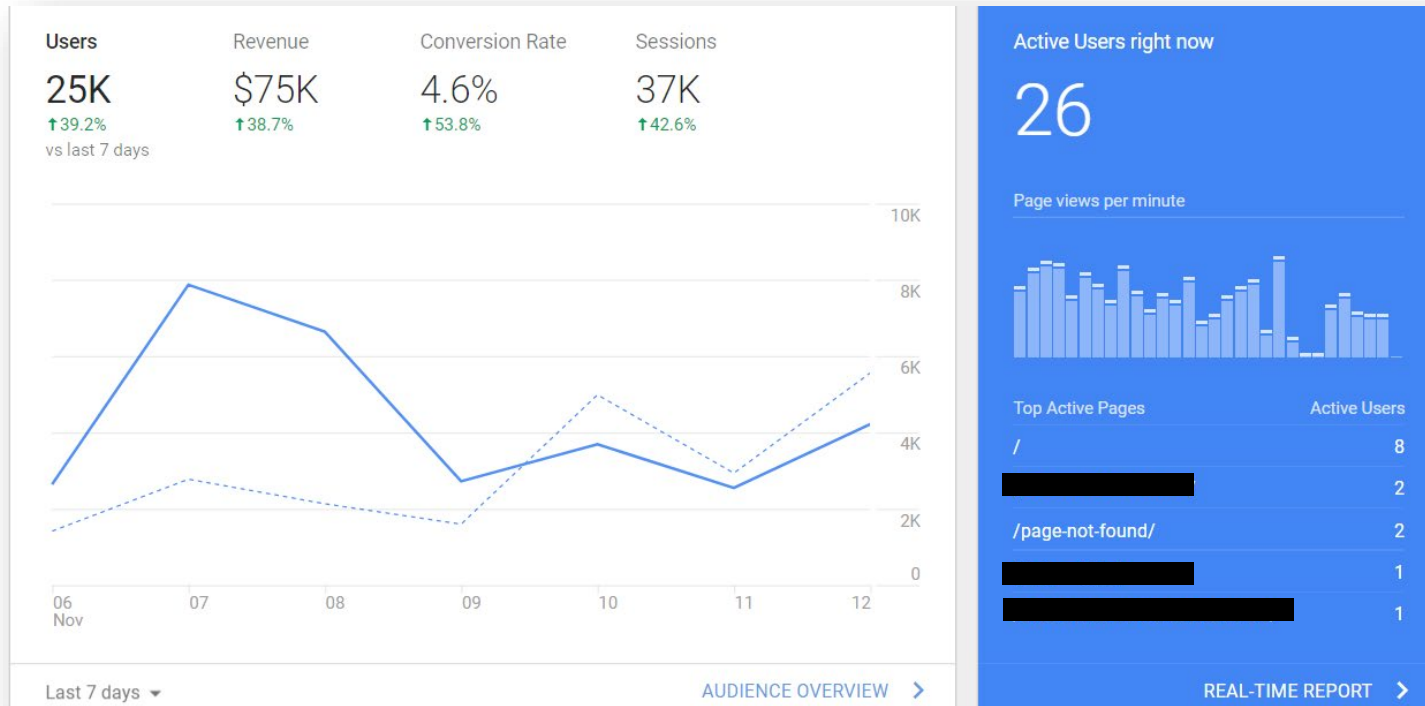 Users Revenue Conversion Rate Sessions
25K $75K 4.6% 37K
↑39.2% ↑38.7% ↑53.8% ↑42.6%
vs last 7 days
10K
8K
6K
4K
2K
0
06 07 08 09 10 11 12
Nov
Last 7 days AUDIENCE OVERVIEW
Active Users right now
26
Page views per minute
Top Active Pages Active Users
/ 8
2
/page-not-found/ 2
1
1
REAL-TIME REPORT